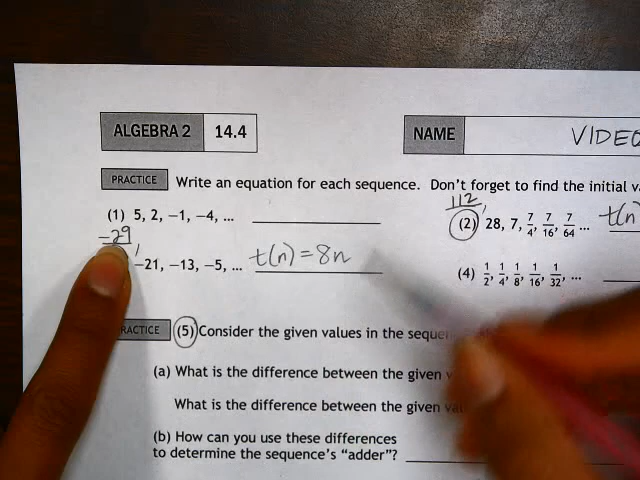 ALGEBRA 2 14.4 NAME VIDEO
PRACTICE Write an equation for each sequence. Don't forget to find the initial
(1) 5, 2, −1, −4, ... ________
112, (2) 28, 7, 7/4, 7/16, 7/64 ... t(n)
−29, −21, −13, −5, ... t(n) = 8n
(4) 1/2, 1/4, 1/8, 1/16, 1/32, ...
(5) Consider the given values in the
(a) What is the difference between the given
What is the difference between the given
(b) How can you use these differences
to determine the sequence's "adder"? ________